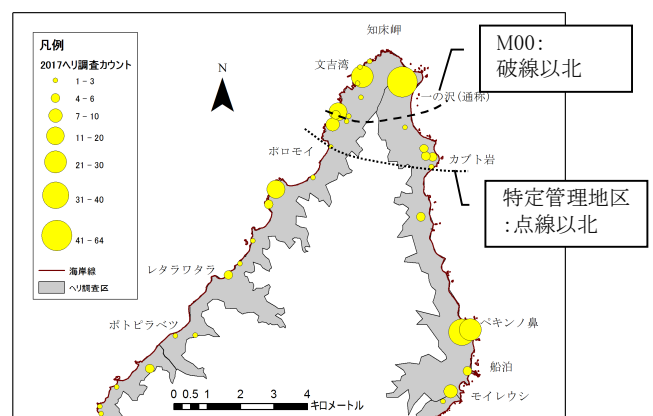 知床岬
凡例
2017ヘリ調査カウント
1 - 3
4 - 6
7 - 10
11 - 20
21 - 30
31 - 40
41 - 64
海岸線
ヘリ調査区
N
文吉湾
M00：
破線以北
一の沢(通称)
ポロモイ
カブト岩
特定管理地区
:点線以北
レタラワタラ
ポトピラベツ
ペキンノ鼻
船泊
モイレウシ
0 0.5 1 2 3 4
キロメートル